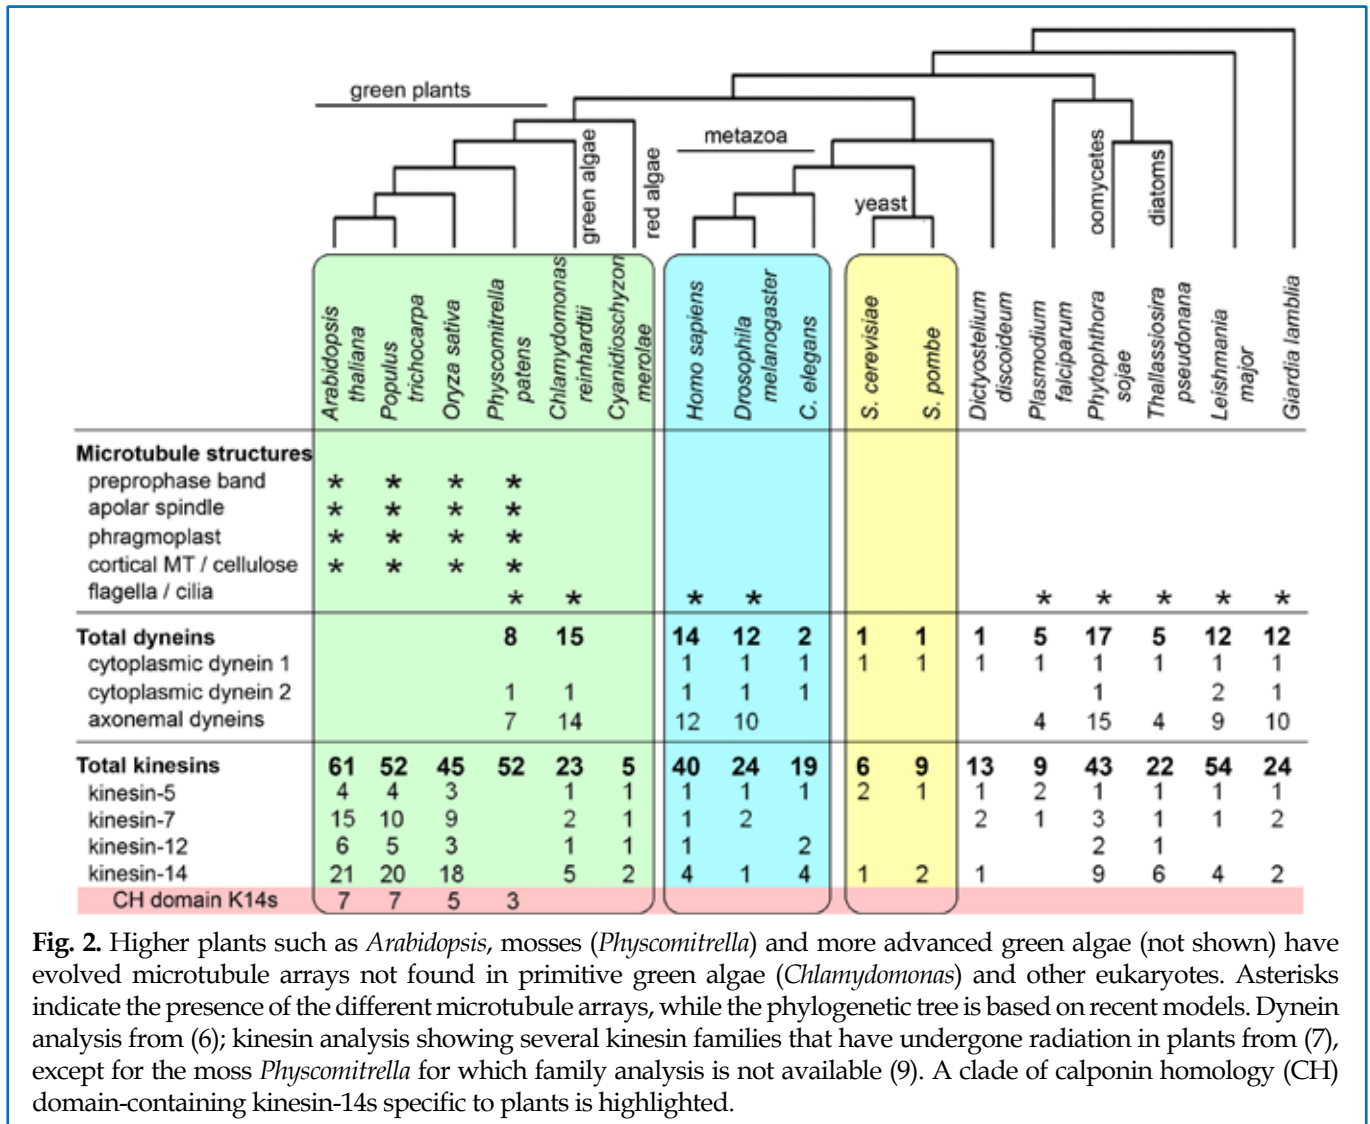 green plants
metazoa
green algae
red algae
yeast
oomycetes
diatoms
Arabidopsis
thaliana
Populus
trichocarpa
Oryza sativa
Physcomitrella
patens
Chlamydomonas
reinhardtii
Cyanidioschyzon
merolae
Homo sapiens
Drosophila
melanogaster
C. elegans
S. cerevisiae
S. pombe
Dictyostelium
discoideum
Plasmodium
falciparum
Phytophthora
sojae
Thallassiosira
pseudonana
Leishmania
major
Giardia lamblia
Microtubule structures
preprophase band * * * *
apolar spindle * * * *
phragmoplast * * * *
cortical MT / cellulose * * * *
flagella / cilia * * * * * * * * *
Total dyneins 8 15 14 12 2 1 1 1 5 17 5 12 12
cytoplasmic dynein 1 1 1 1 1 1 1 1 1 1 1 1
cytoplasmic dynein 2 1 1 1 1 1 1 2 1
axonemal dyneins 7 14 12 10 4 15 4 9 10
Total kinesins 61 52 45 52 23 5 40 24 19 6 9 13 9 43 22 54 24
kinesin-5 4 4 3 1 1 1 1 1 2 1 1 2 1 1 1 1
kinesin-7 15 10 9 2 1 1 2 2 1 3 1 1 2
kinesin-12 6 5 3 1 1 1 2 2 1
kinesin-14 21 20 18 5 2 4 1 4 1 2 1 9 6 4 2
CH domain K14s 7 7 5 3
Fig. 2. Higher plants such as Arabidopsis, mosses (Physcomitrella) and more advanced green algae (not shown) have
evolved microtubule arrays not found in primitive green algae (Chlamydomonas) and other eukaryotes. Asterisks
indicate the presence of the different microtubule arrays, while the phylogenetic tree is based on recent models. Dynein
analysis from (6); kinesin analysis showing several kinesin families that have undergone radiation in plants from (7),
except for the moss Physcomitrella for which family analysis is not available (9). A clade of calponin homology (CH)
domain-containing kinesin-14s specific to plants is highlighted.